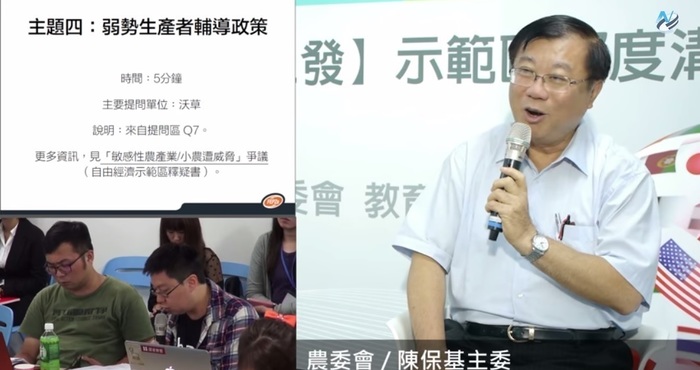 主題四：弱勢生產者輔導政策
時間：5分鐘
主要提問單位：沃草
說明：來自提問區 Q7。
更多資訊，見「敏感性農產業/小農遭威脅」爭議
（自由經濟示範區釋疑書）。
發】示範區
度溝
委會 教育
農委會 / 陳保基主委